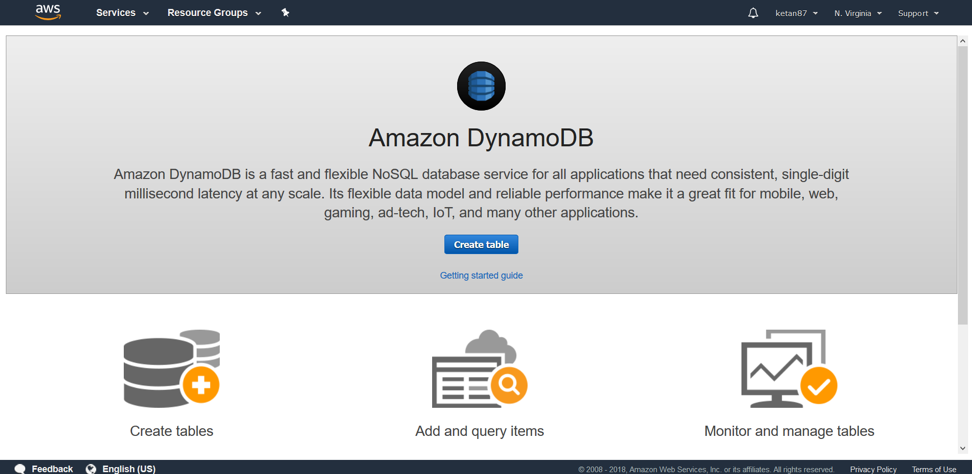 aws Services Resource Groups ketan87 N. Virginia Support
Amazon DynamoDB
Amazon DynamoDB is a fast and flexible NoSQL database service for all applications that need consistent, single-digit
millisecond latency at any scale. Its flexible data model and reliable performance make it a great fit for mobile, web,
gaming, ad-tech, IoT, and many other applications.
Create table
Getting started guide
Create tables Add and query items Monitor and manage tables
Feedback English (US) © 2008 - 2018, Amazon Web Services, Inc. or its affiliates. All rights reserved. Privacy Policy Terms of Use